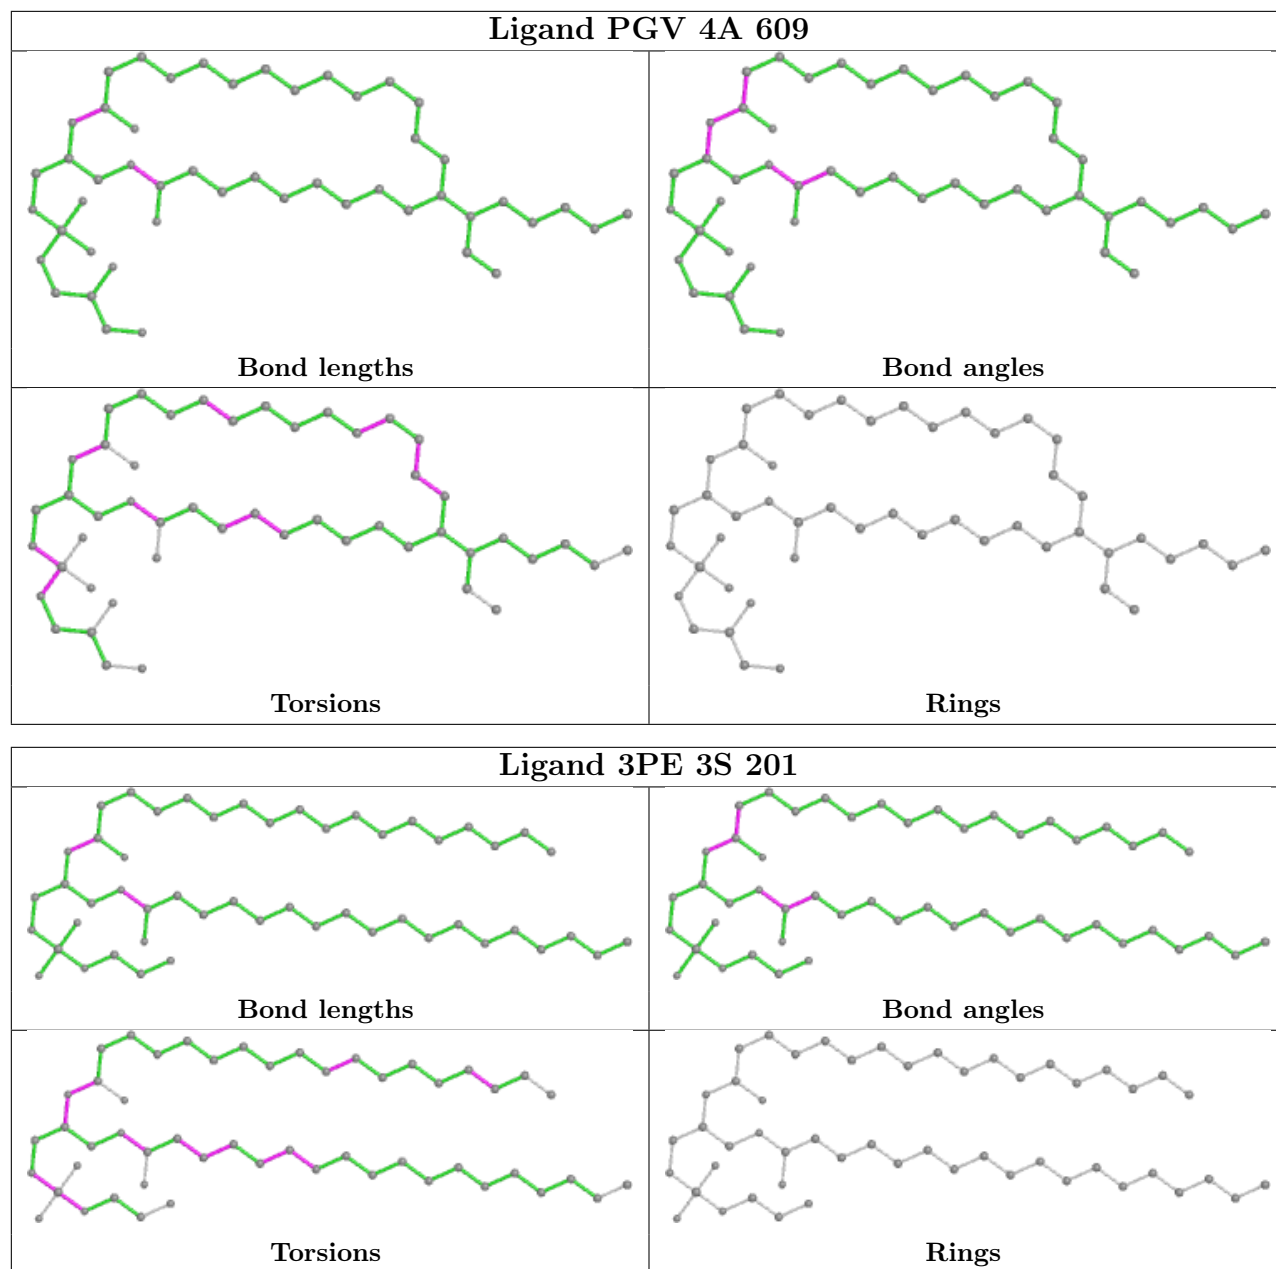 Ligand PGV 4A 609
Bond lengths
Bond angles
Torsions
Rings
Ligand 3PE 3S 201
Bond lengths
Bond angles
Torsions
Rings